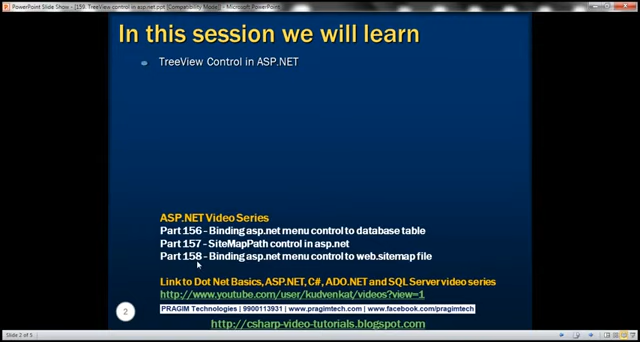 PowerPoint Slide Show - [159. TreeView control in asp.net.ppt [Compatibility Mode] - Microsoft PowerPoint
In this session we will learn
TreeView Control in ASP.NET
ASP.NET Video Series
Part 156 - Binding asp.net menu control to database table
Part 157 - SiteMapPath control in asp.net
Part 158 - Binding asp.net menu control to web.sitemap file
Link to Dot Net Basics, ASP.NET, C#, ADO.NET and SQL Server video series
http://www.youtube.com/user/kudvenkat/videos?view=1
2
PRAGIM Technologies | 9900113931 | www.pragimtech.com | www.facebook.com/pragimtech
http://csharp-video-tutorials.blogspot.com
Slide 2 of 5